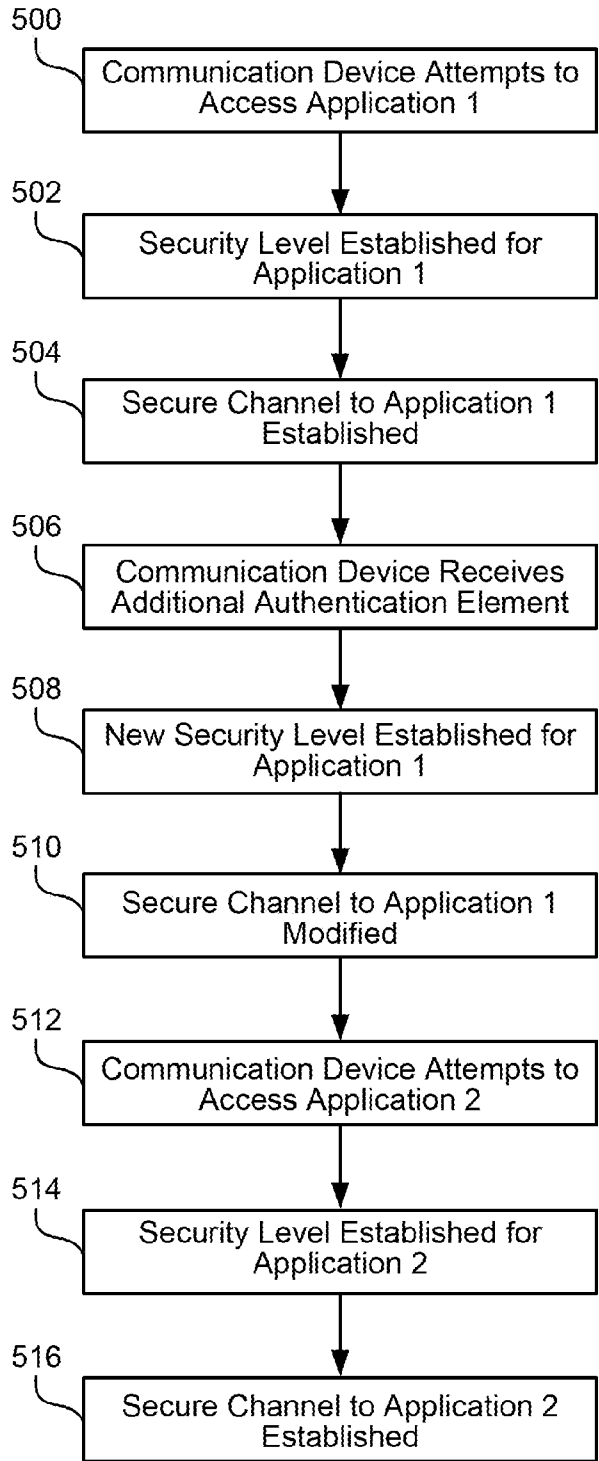 500
Communication Device Attempts to
Access Application 1
502
Security Level Established for
Application 1
504
Secure Channel to Application 1
Established
506
Communication Device Receives
Additional Authentication Element
508
New Security Level Established for
Application 1
510
Secure Channel to Application 1
Modified
512
Communication Device Attempts to
Access Application 2
514
Security Level Established for
Application 2
516
Secure Channel to Application 2
Established